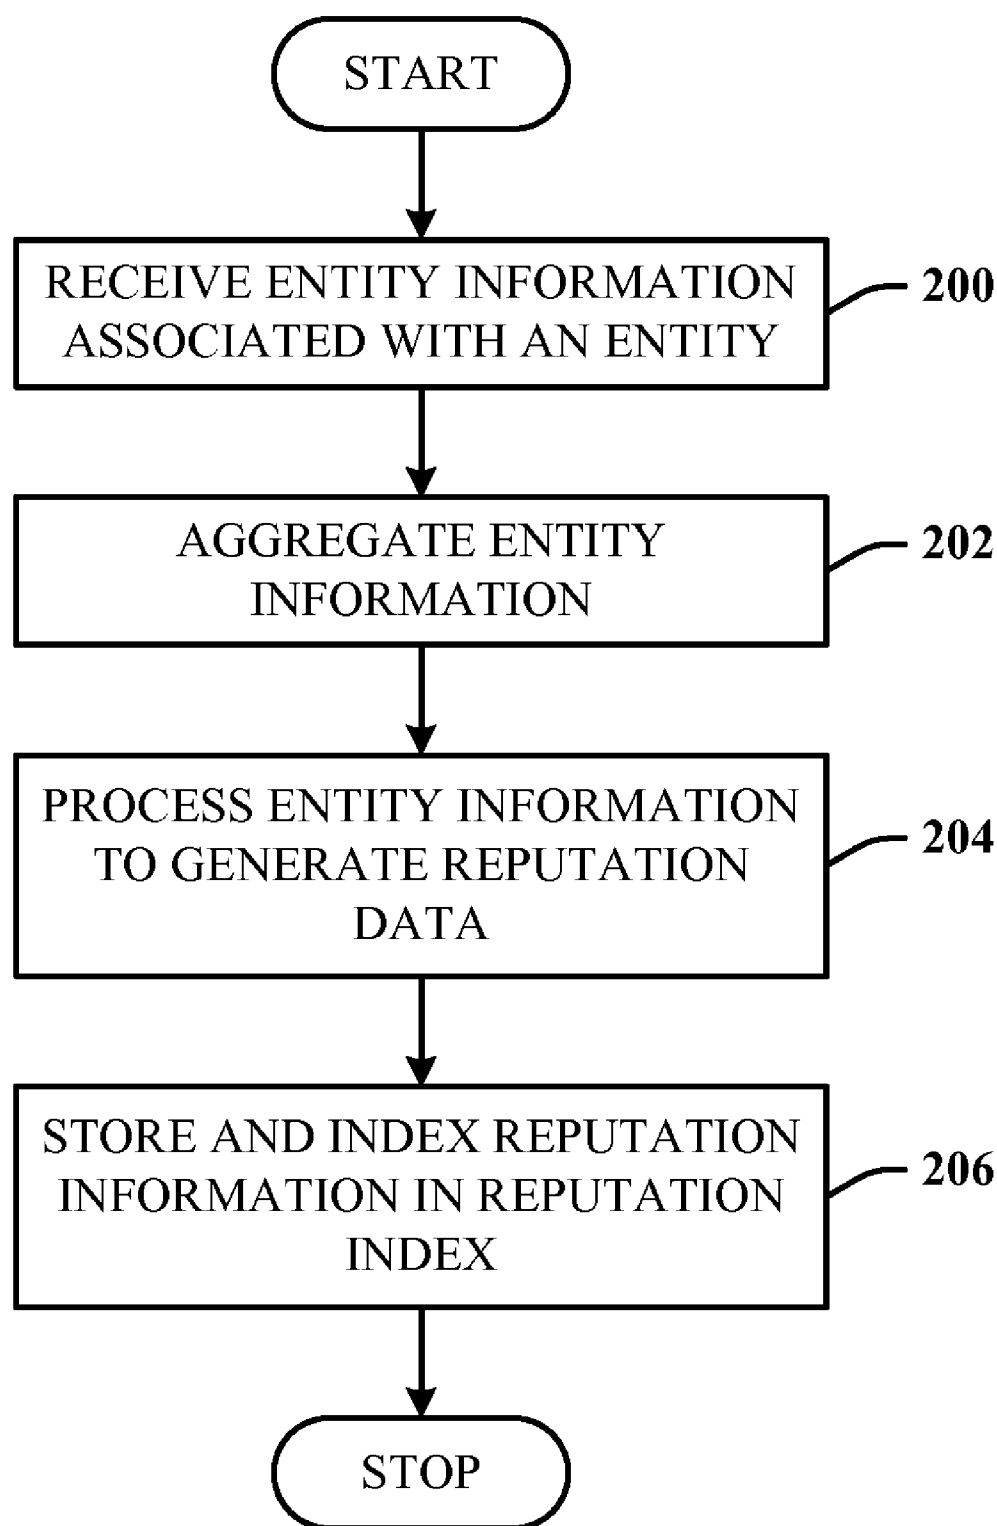 START
RECEIVE ENTITY INFORMATION
ASSOCIATED WITH AN ENTITY
200
AGGREGATE ENTITY
INFORMATION
202
PROCESS ENTITY INFORMATION
TO GENERATE REPUTATION
DATA
204
STORE AND INDEX REPUTATION
INFORMATION IN REPUTATION
INDEX
206
STOP